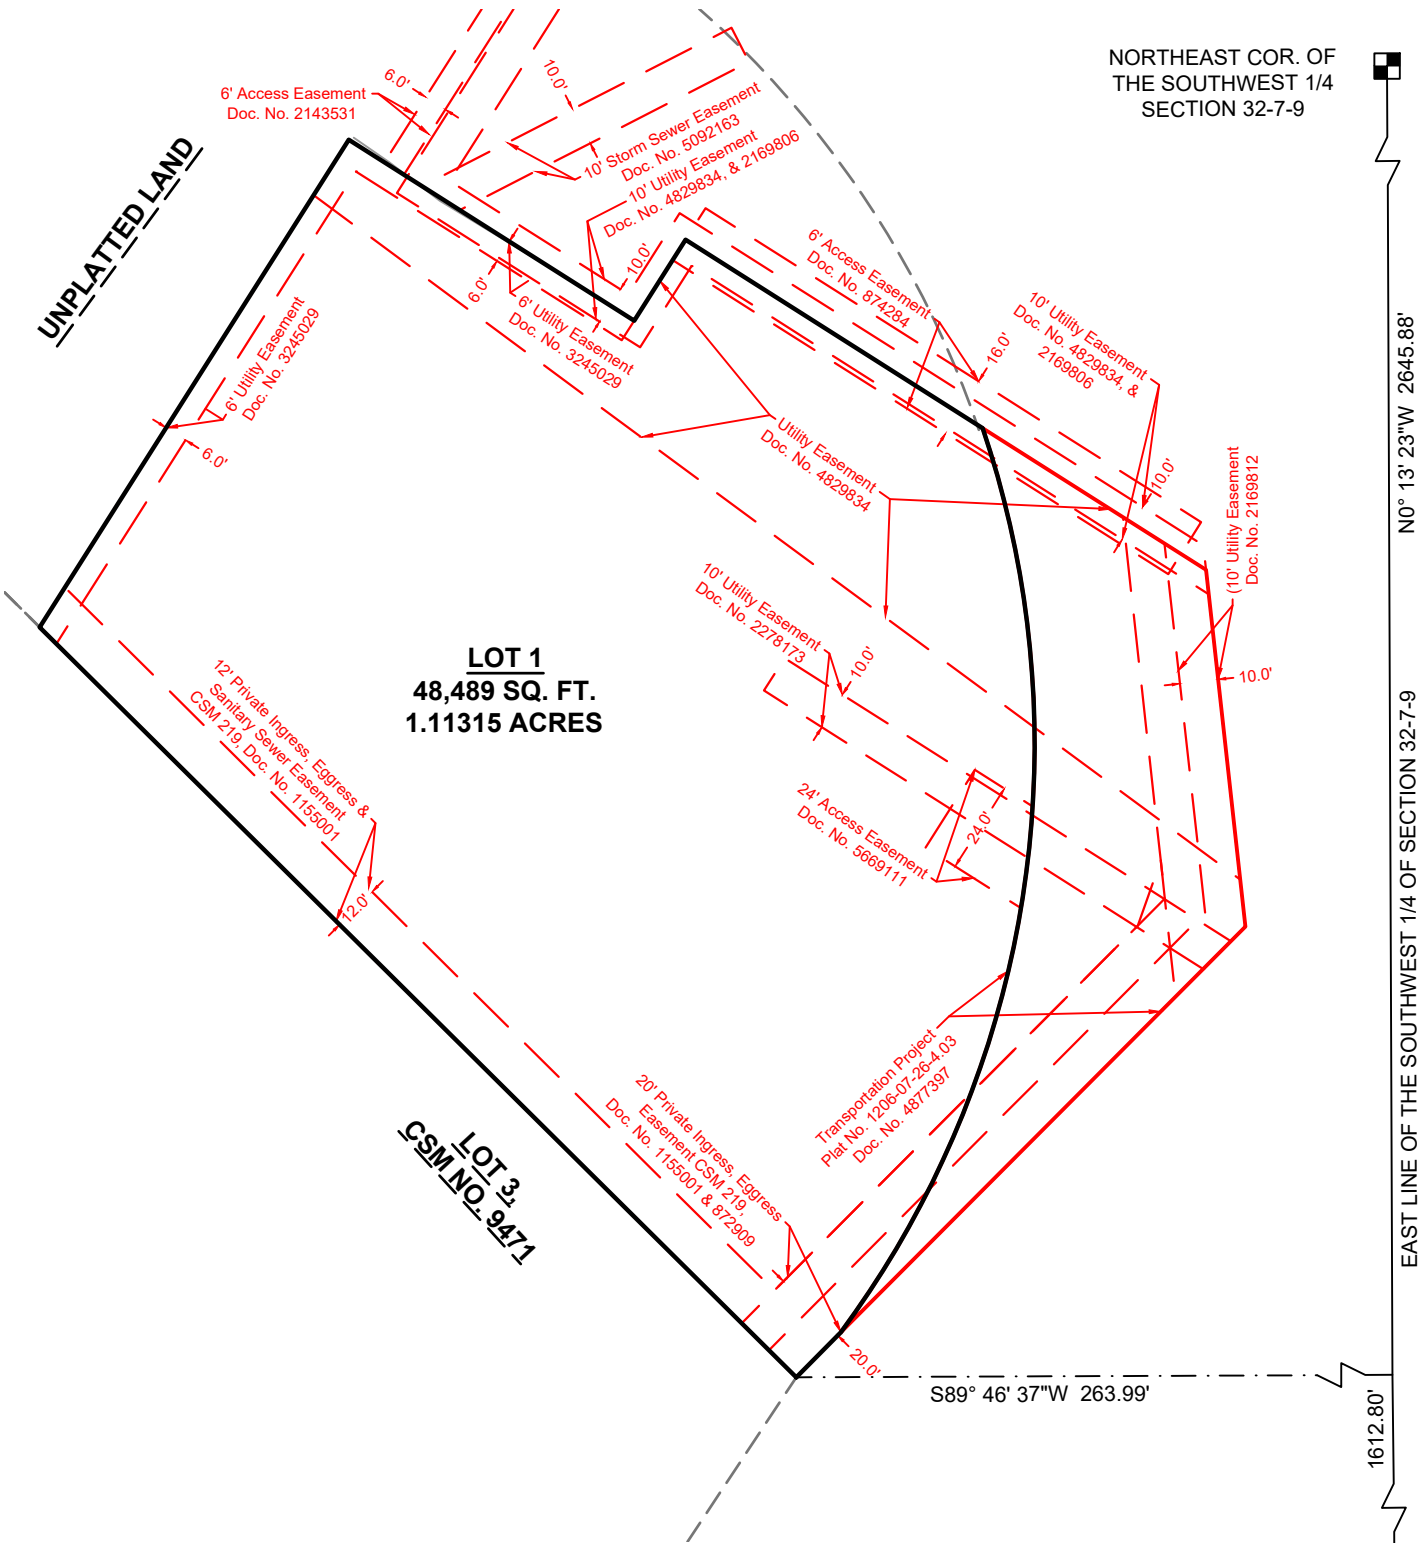 NORTHEAST COR. OF
THE SOUTHWEST 1/4
SECTION 32-7-9
6' Access Easement
Doc. No. 2143531
6.0'
10.0'
10' Storm Sewer Easement
Doc. No. 5092163
10' Utility Easement
Doc. No. 4829834, & 2169806
UNPLATTED LAND
10.0'
6.0'
6' Utility Easement
Doc. No. 3245029
6' Access Easement
Doc. No. 874284
16.0'
10' Utility Easement
Doc. No. 4829834, &
2169806
6' Utility Easement
Doc. No. 3245029
6.0'
Utility Easement
Doc. No. 4829834
10.0'
(10' Utility Easement
Doc. No. 2169812
10.0'
N0° 13' 23"W 2645.88'
10' Utility Easement
Doc. No. 2278173
10.0'
LOT 1
48,489 SQ. FT.
1.11315 ACRES
12' Private Ingress, Eggress &
Sanitary Sewer Easement
CSM 219, Doc. No. 1155001
12.0'
24' Access Easement
Doc. No. 5669111
24.0'
EAST LINE OF THE SOUTHWEST 1/4 OF SECTION 32-7-9
Transportation Project
Plat No. 1206-07-26-4.03
Doc. No. 4877397
20' Private Ingress, Eggress
Easement CSM 219,
Doc. No. 1155001 & 872909
LOT 3,
CSM NO. 9471
20.0'
S89° 46' 37"W 263.99'
1612.80'